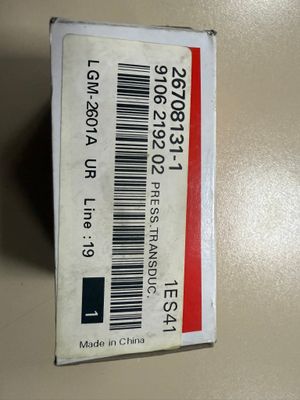 26708131-1
9106 2192 02 PRESS.TRANSDUC.
1ES41
LGM-2601A UR Line :19 1
Made in China